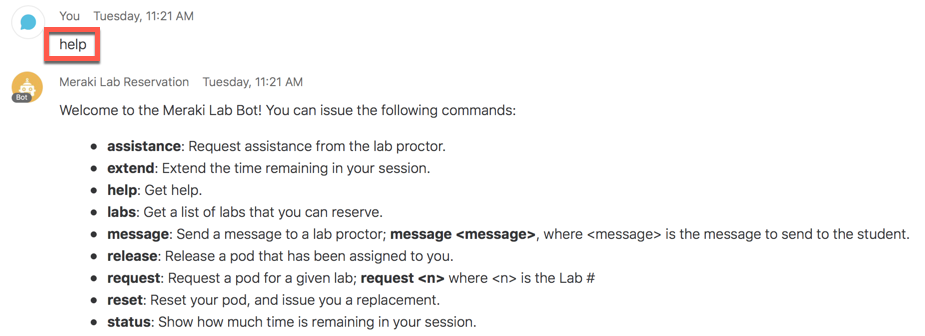 You Tuesday, 11:21 AM
help
Meraki Lab Reservation Tuesday, 11:21 AM
Bot
Welcome to the Meraki Lab Bot! You can issue the following commands:
• assistance: Request assistance from the lab proctor.
• extend: Extend the time remaining in your session.
• help: Get help.
• labs: Get a list of labs that you can reserve.
• message: Send a message to a lab proctor; message <message>, where <message> is the message to send to the student.
• release: Release a pod that has been assigned to you.
• request: Request a pod for a given lab; request <n> where <n> is the Lab #
• reset: Reset your pod, and issue you a replacement.
• status: Show how much time is remaining in your session.